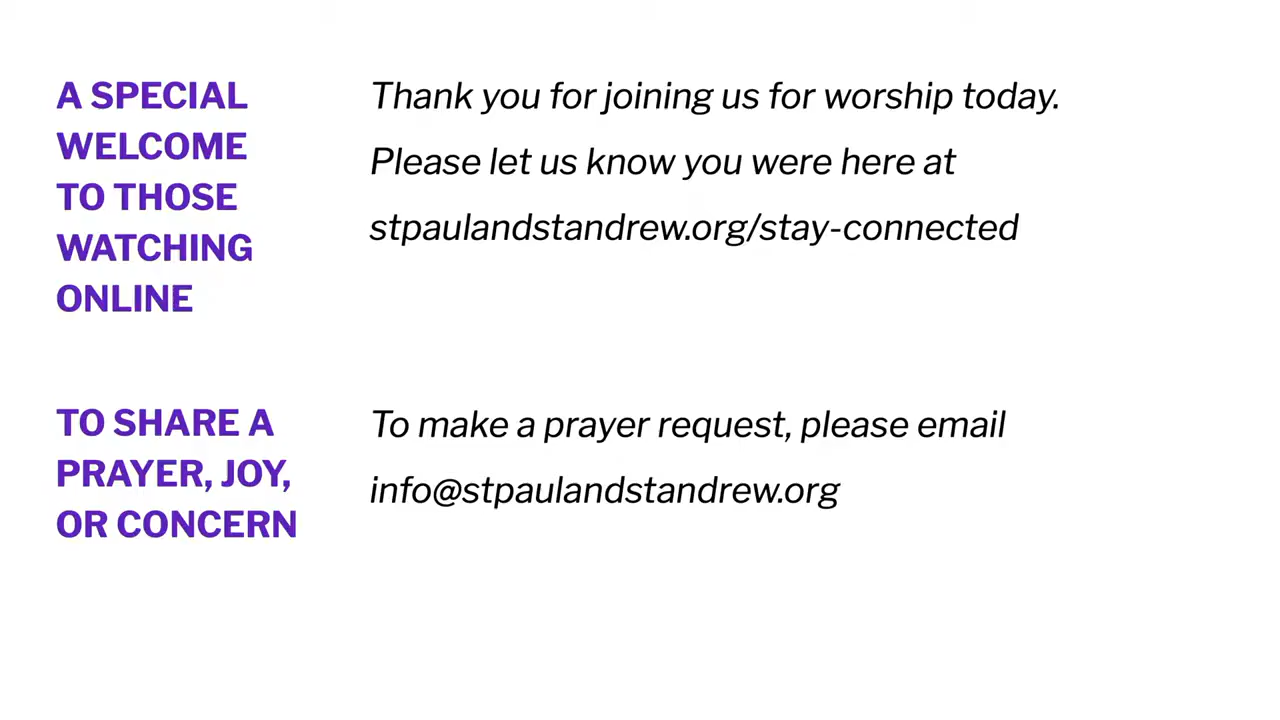 A SPECIAL
WELCOME
TO THOSE
WATCHING
ONLINE
Thank you for joining us for worship today.
Please let us know you were here at
stpaulandstandrew.org/stay-connected
TO SHARE A
PRAYER, JOY,
OR CONCERN
To make a prayer request, please email
info@stpaulandstandrew.org